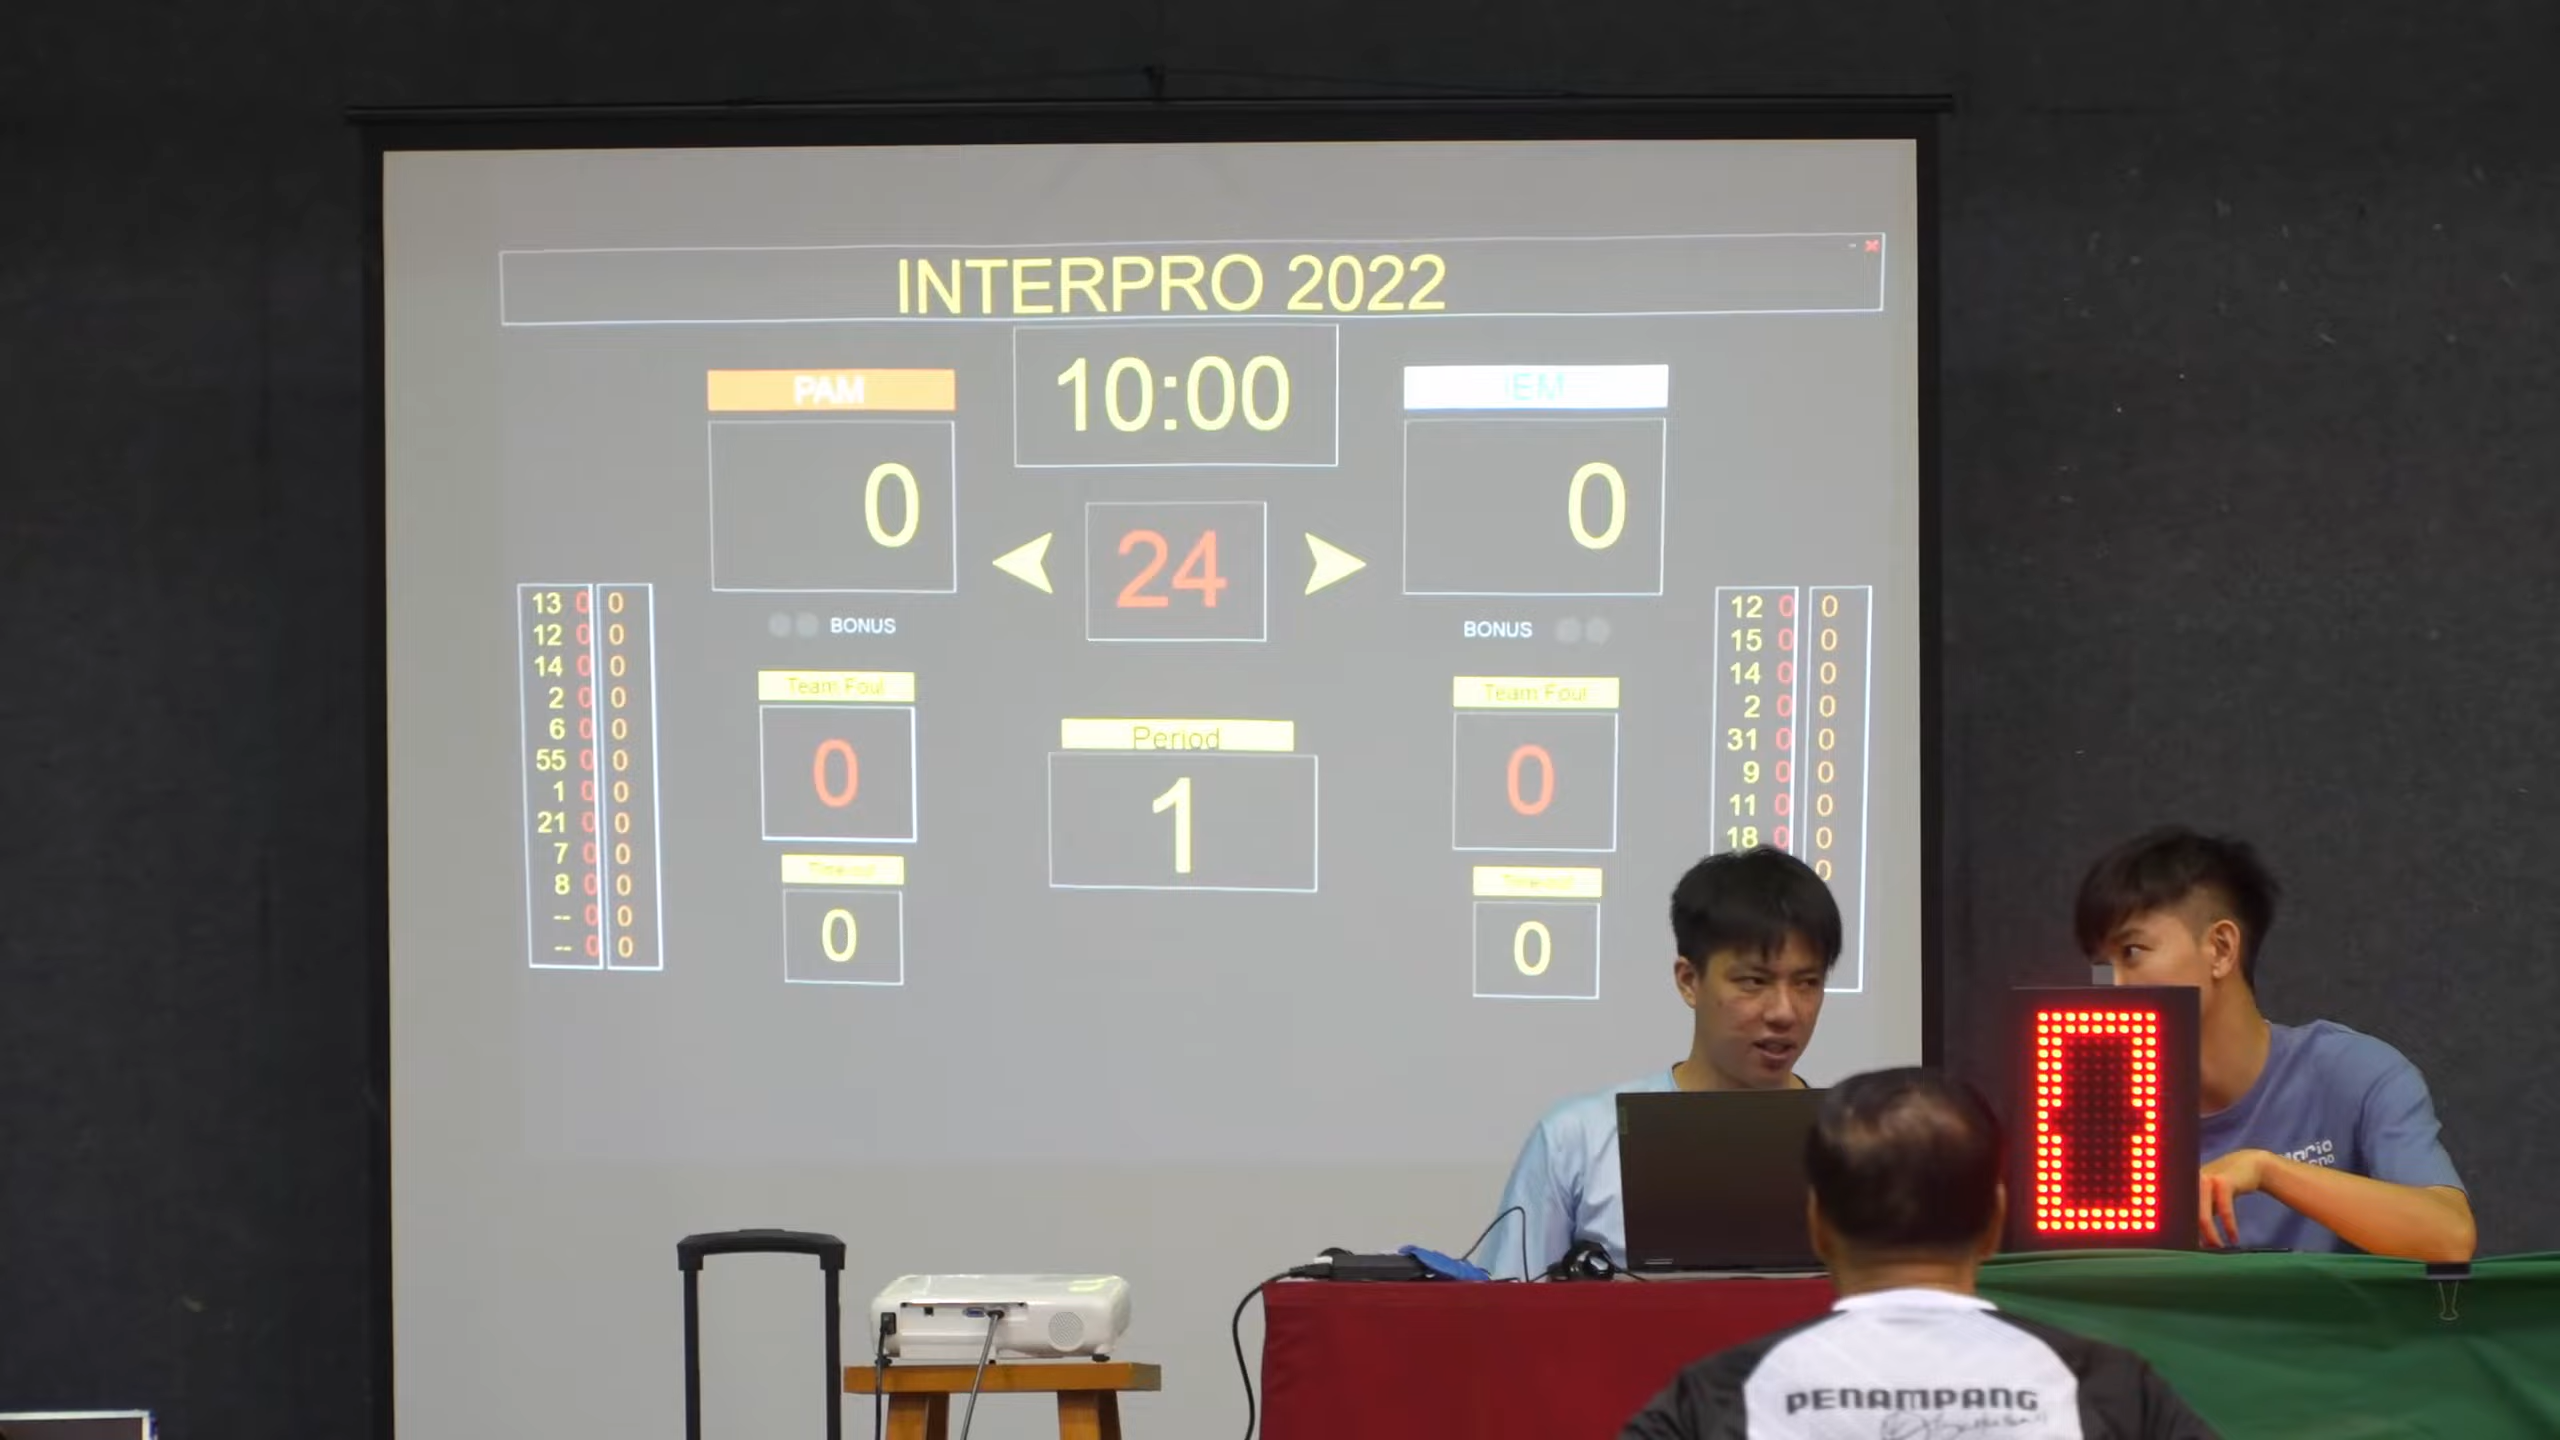 INTERPRO 2022
PAM
10:00
IEM
0
24
0
BONUS
BONUS
Team Foul
0
Team Foul
0
Period
1
Timeout
0
Timeout
0
13 0 0
12 0 0
14 0 0
2 0 0
6 0 0
55 0 0
1 0 0
21 0 0
7 0 0
8 0 0
-- 0 0
-- 0 0
12 0 0
15 0 0
14 0 0
2 0 0
31 0 0
9 0 0
11 0 0
18 0 0
0
0
PENAMPANG